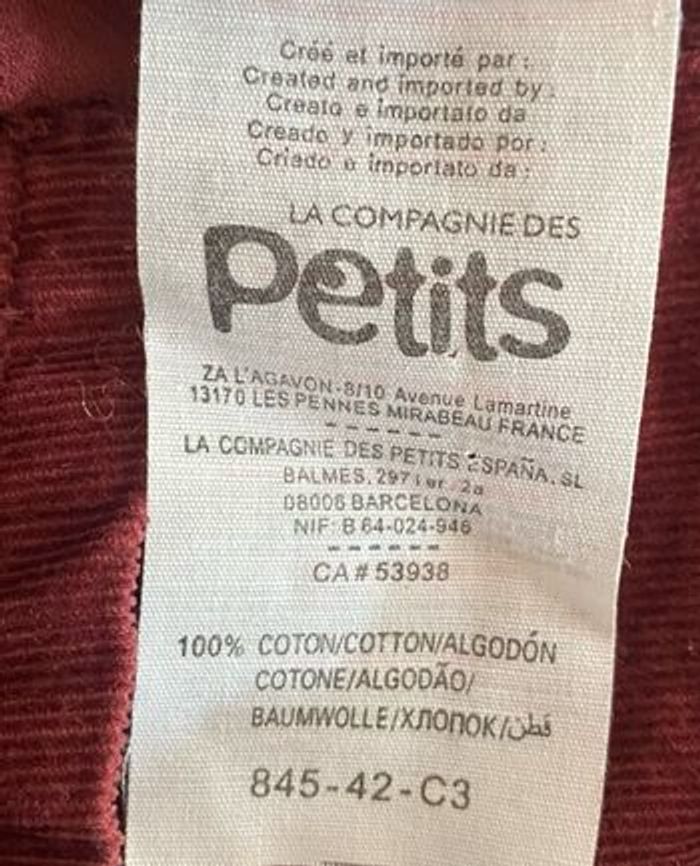 Créé et importé par :
Created and imported by :
Creato e importato da
Creado y importado por :
Criado e importato da :
LA COMPAGNIE DES
Petits
ZA L'AGAVON-8/10 Avenue Lamartine
13170 LES PENNES MIRABEAU FRANCE
------
LA COMPAGNIE DES PETITS ESPAÑA, SL
BALMES, 297 1er 2a
08006 BARCELONA
NIF: B 64-024-946
------
CA # 53938
100% COTON/COTTON/ALGODÓN
COTONE/ALGODÃO/
BAUMWOLLE/ХЛОПОК/قطن
845-42-C3